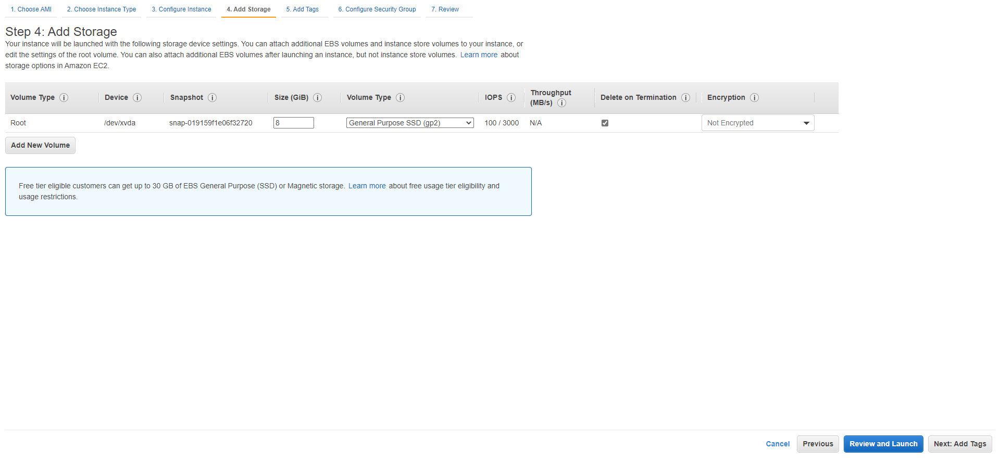 1. Choose AMI 2. Choose Instance Type 3. Configure Instance 4. Add Storage 5. Add Tags 6. Configure Security Group 7. Review
Step 4: Add Storage
Your instance will be launched with the following storage device settings. You can attach additional EBS volumes and instance store volumes to your instance, or
edit the settings of the root volume. You can also attach additional EBS volumes after launching an instance, but not instance store volumes. Learn more about
storage options in Amazon EC2.
Volume Type i Device i Snapshot i Size (GiB) i Volume Type i IOPS i Throughput (MB/s) i Delete on Termination i Encryption i
Root /dev/xvda snap-019159f1e06f32720 8 General Purpose SSD (gp2) 100 / 3000 N/A Not Encrypted
Add New Volume
Free tier eligible customers can get up to 30 GB of EBS General Purpose (SSD) or Magnetic storage. Learn more about free usage tier eligibility and
usage restrictions.
Cancel Previous Review and Launch Next: Add Tags